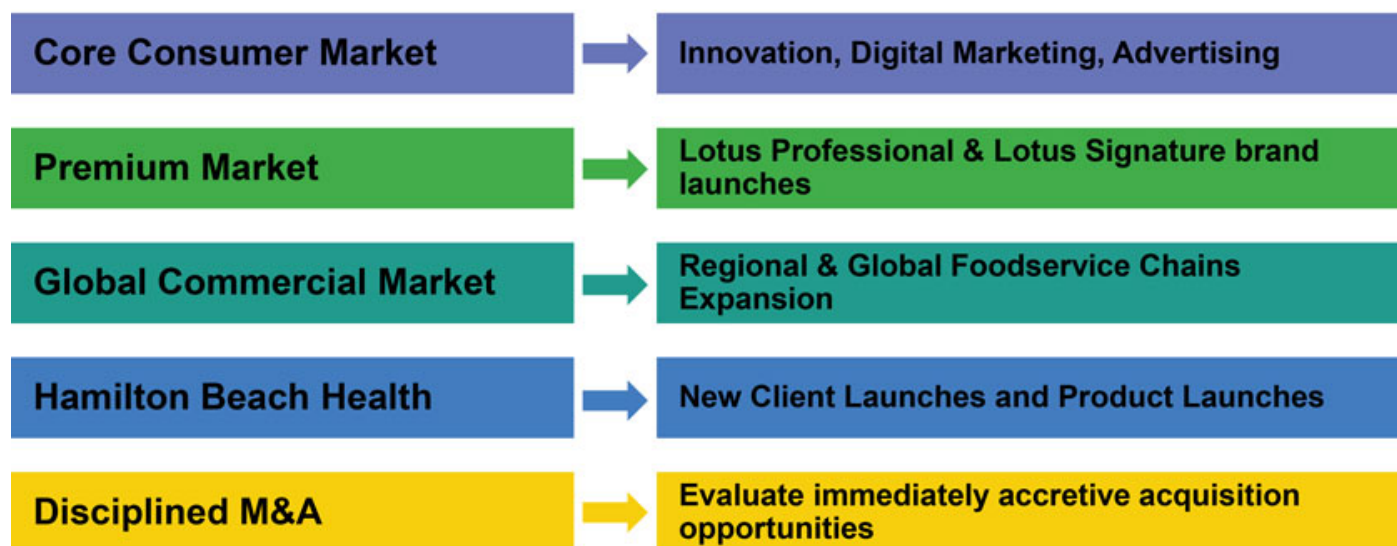 Core Consumer Market
Innovation, Digital Marketing, Advertising
Premium Market
Lotus Professional & Lotus Signature brand
launches
Global Commercial Market
Regional & Global Foodservice Chains
Expansion
Hamilton Beach Health
New Client Launches and Product Launches
Disciplined M&A
Evaluate immediately accretive acquisition
opportunities